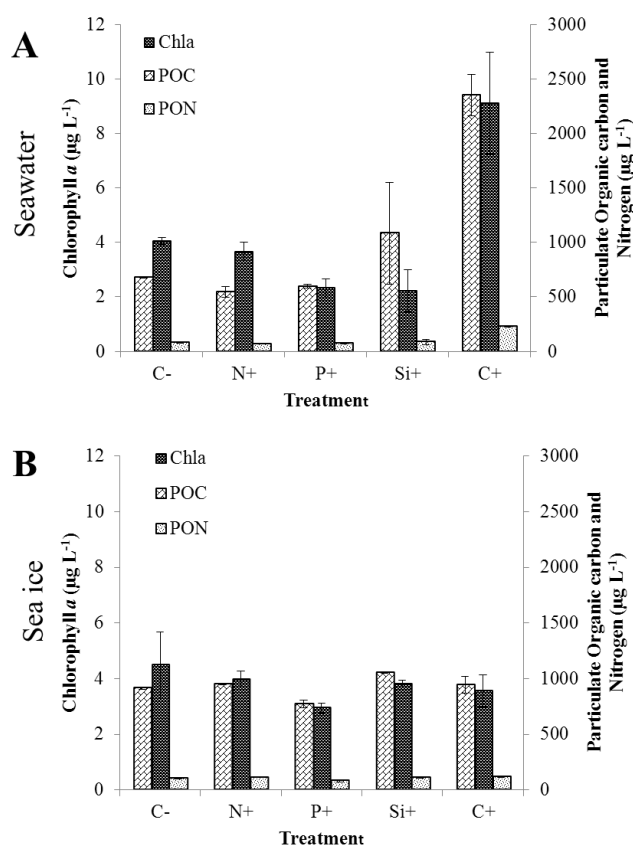 A
Seawater
Chlorophyll a (µg L-1)
12
10
8
6
4
2
0
Chla
POC
PON
3000
2500
2000
1500
1000
500
0
Particulate Organic carbon and
Nitrogen (µg L-1)
C- N+ P+ Si+ C+
Treatment
B
Sea ice
Chlorophyll a (µg L-1)
12
10
8
6
4
2
0
Chla
POC
PON
3000
2500
2000
1500
1000
500
0
Particulate Organic carbon and
Nitrogen (µg L-1)
C- N+ P+ Si+ C+
Treatment